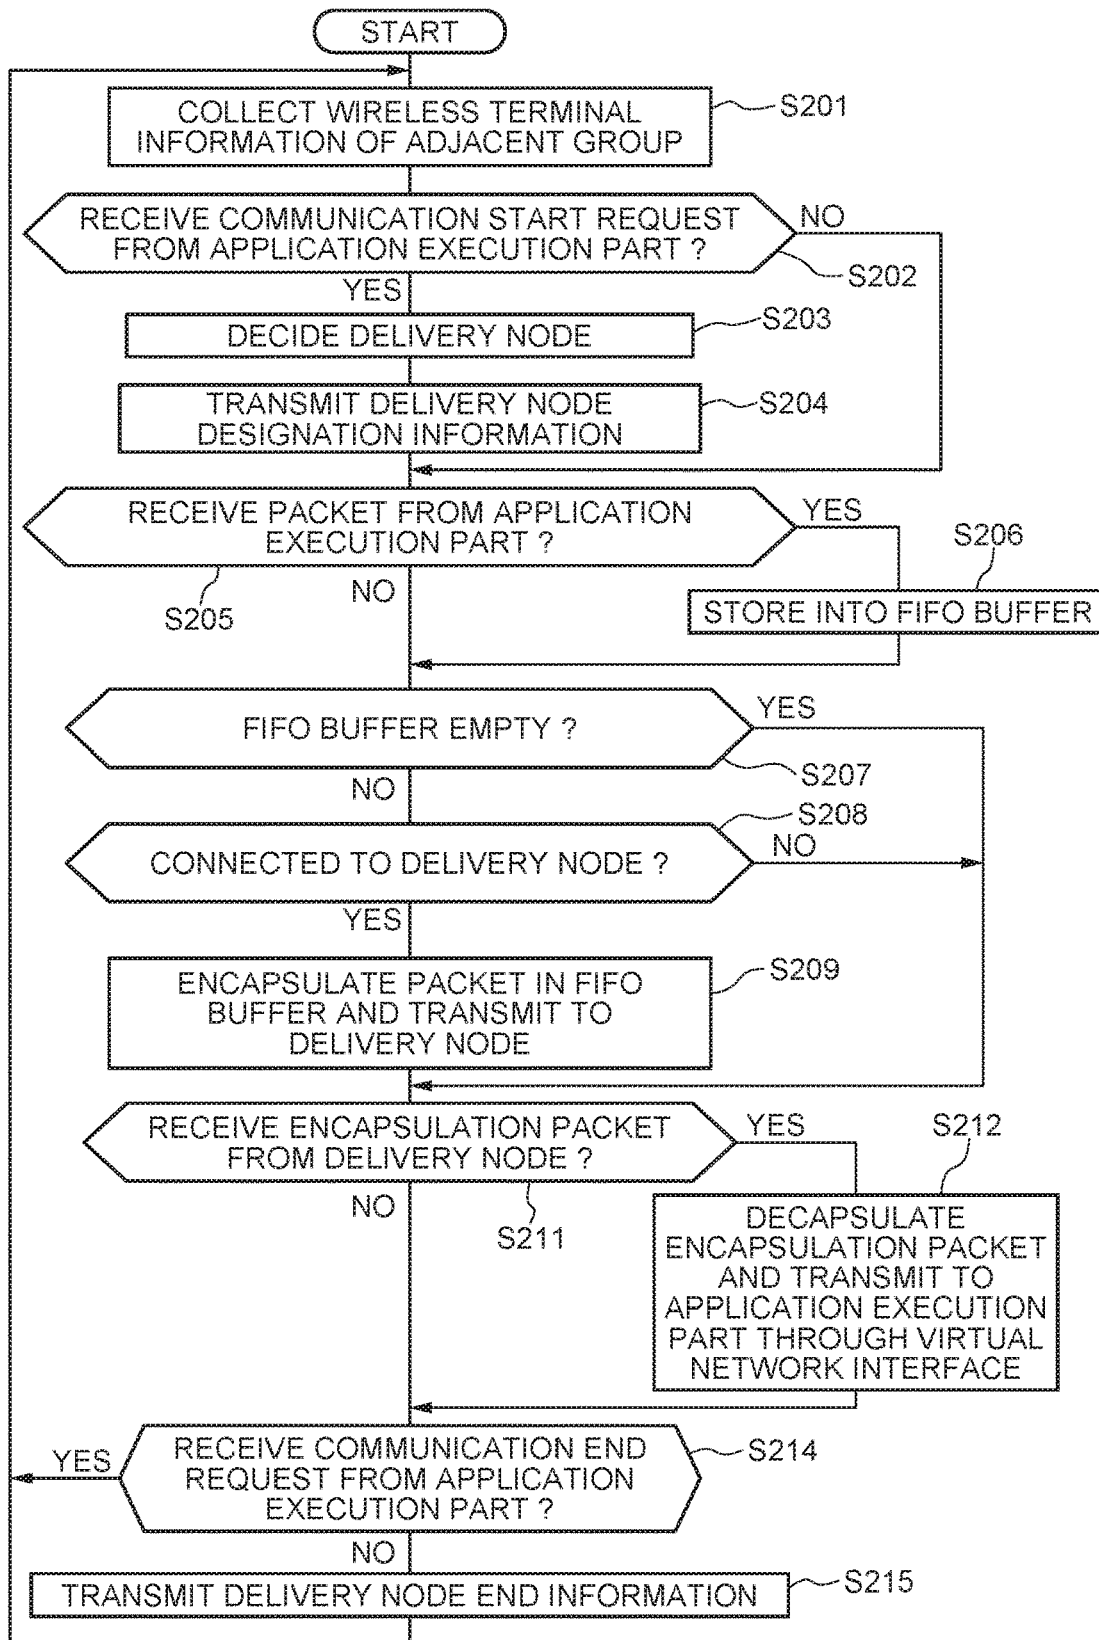 START
COLLECT WIRELESS TERMINAL
INFORMATION OF ADJACENT GROUP
S201
RECEIVE COMMUNICATION START REQUEST
FROM APPLICATION EXECUTION PART ?
NO
S202
YES
DECIDE DELIVERY NODE
S203
TRANSMIT DELIVERY NODE
DESIGNATION INFORMATION
S204
RECEIVE PACKET FROM APPLICATION
EXECUTION PART ?
YES
S205
NO
S206
STORE INTO FIFO BUFFER
FIFO BUFFER EMPTY ?
YES
S207
NO
S208
CONNECTED TO DELIVERY NODE ?
NO
YES
ENCAPSULATE PACKET IN FIFO
BUFFER AND TRANSMIT TO
DELIVERY NODE
S209
RECEIVE ENCAPSULATION PACKET
FROM DELIVERY NODE ?
YES
S212
NO
S211
DECAPSULATE
ENCAPSULATION PACKET
AND TRANSMIT TO
APPLICATION EXECUTION
PART THROUGH VIRTUAL
NETWORK INTERFACE
YES
RECEIVE COMMUNICATION END
REQUEST FROM APPLICATION
EXECUTION PART ?
S214
NO
TRANSMIT DELIVERY NODE END INFORMATION
S215